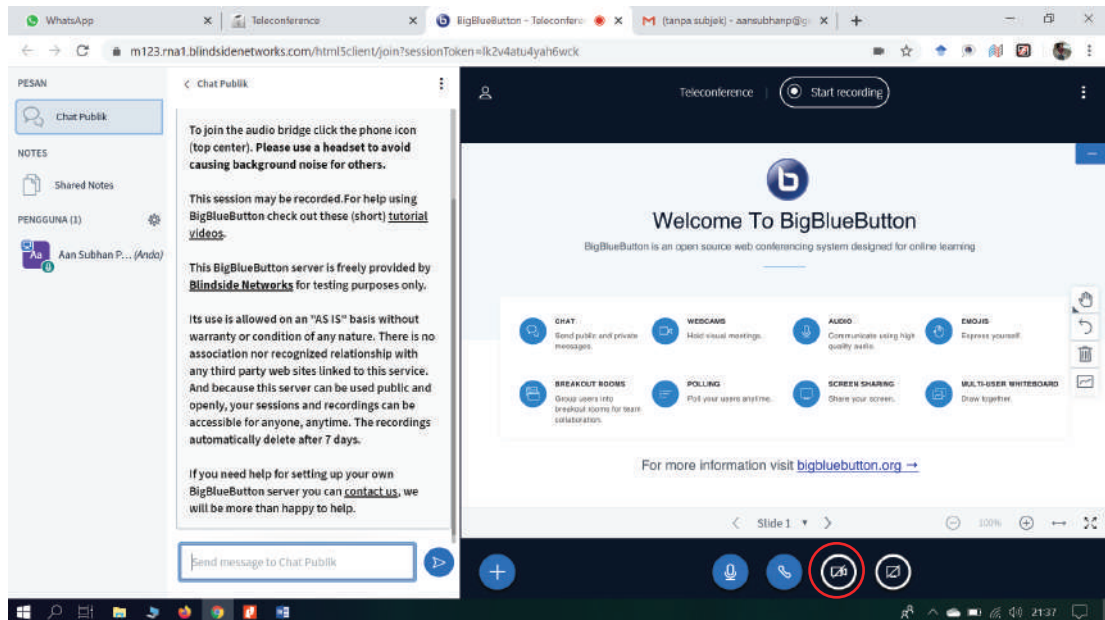 WhatsApp
Teleconference
BigBlueButton - Teleconferen
(tanpa subjek) - aansubhanp@g
m123.rna1.blindsidenetworks.com/html5client/join?sessionToken=lk2v4atu4yah6wck
PESAN
Chat Publik
NOTES
Shared Notes
PENGGUNA (1)
Aa
Aan Subhan P... (Anda)
Chat Publik
To join the audio bridge click the phone icon
(top center). Please use a headset to avoid
causing background noise for others.
This session may be recorded.For help using
BigBlueButton check out these (short) tutorial
videos.
This BigBlueButton server is freely provided by
Blindside Networks for testing purposes only.
Its use is allowed on an "AS IS" basis without
warranty or condition of any nature. There is no
association nor recognized relationship with
any third party web sites linked to this service.
And because this server can be used public and
openly, your sessions and recordings can be
accessible for anyone, anytime. The recordings
automatically delete after 7 days.
If you need help for setting up your own
BigBlueButton server you can contact us, we
will be more than happy to help.
Send message to Chat Publik
Teleconference
Start recording
Welcome To BigBlueButton
BigBlueButton is an open source web conferencing system designed for online learning
CHAT
Send public and private
messages.
WEBCAMS
Hold visual meetings.
AUDIO
Communicate using high
quality audio.
EMOJIS
Express yourself.
BREAKOUT ROOMS
Group users into
breakout rooms for team
collaboration.
POLLING
Poll your users anytime.
SCREEN SHARING
Share your screen.
MULTI-USER WHITEBOARD
Draw together.
For more information visit bigbluebutton.org →
Slide 1
100%
21:37